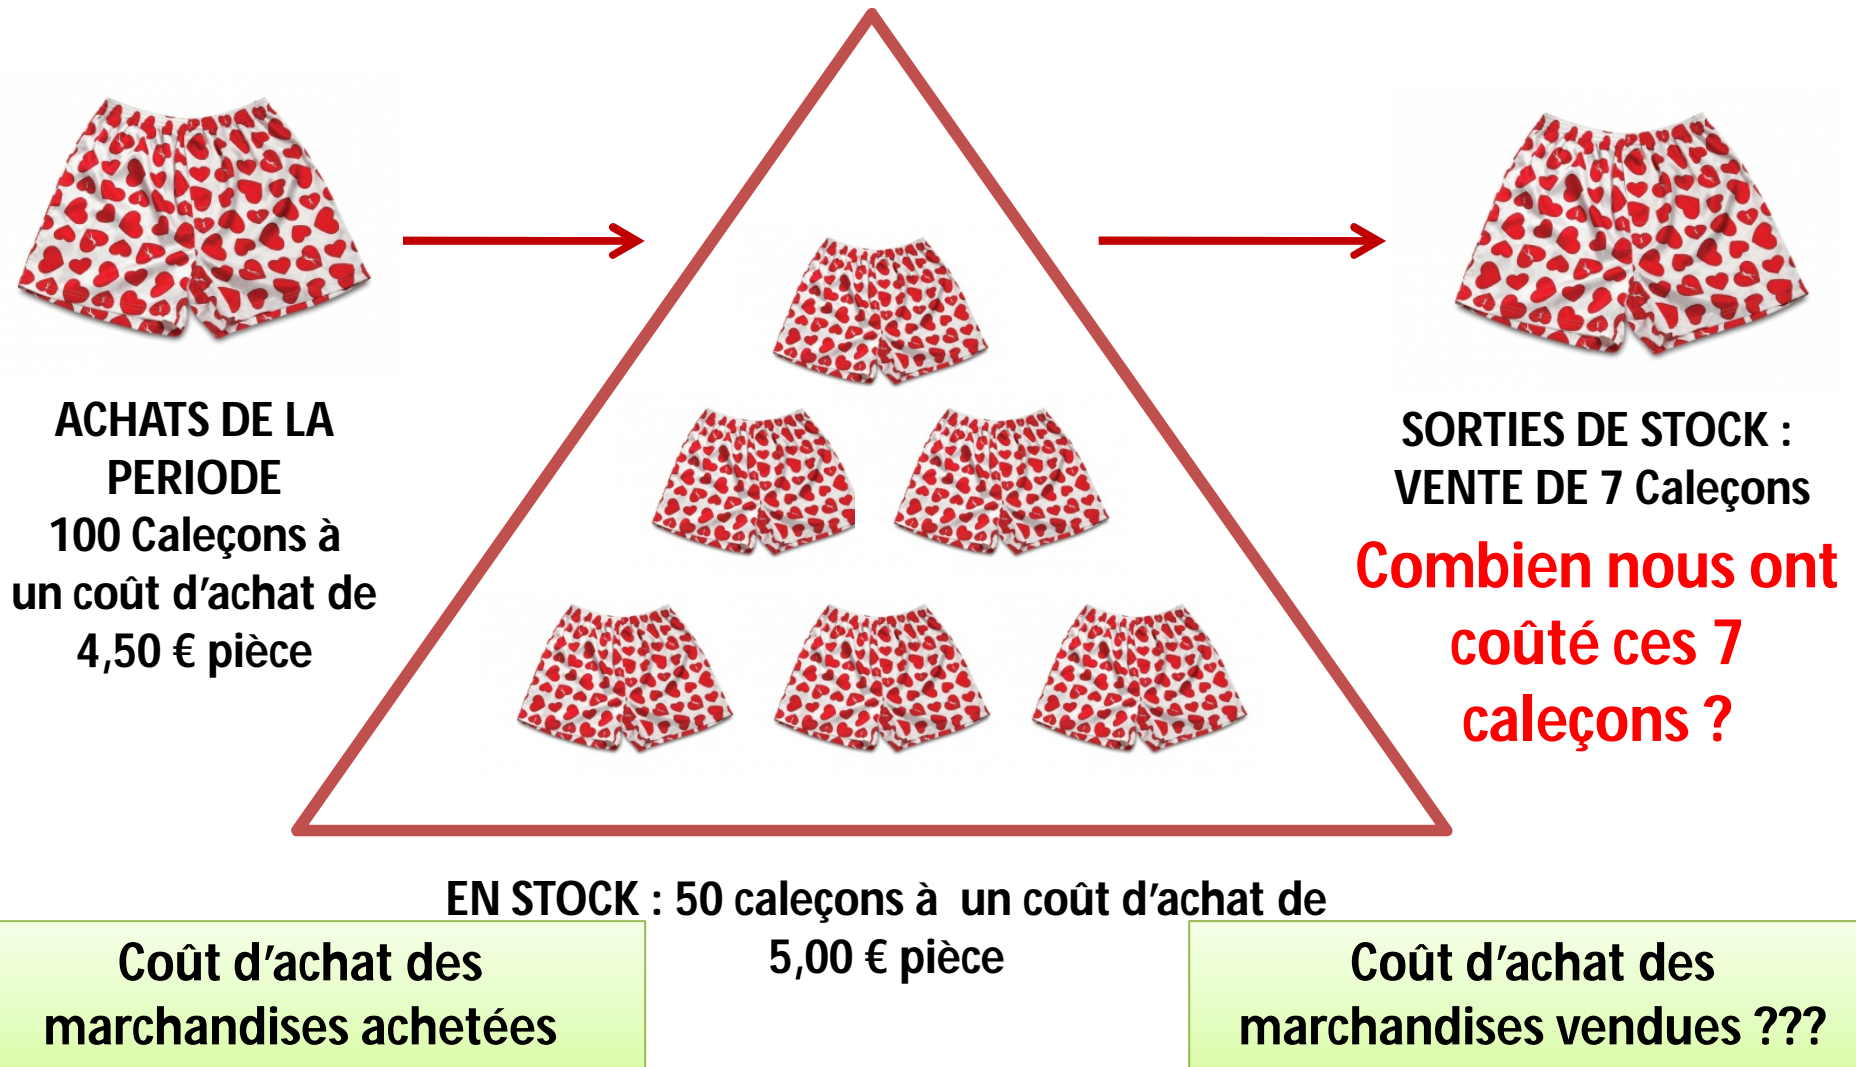 ACHATS DE LA
PERIODE
100 Caleçons à
un coût d’achat de
4,50 € pièce
SORTIES DE STOCK :
VENTE DE 7 Caleçons
Combien nous ont
coûté ces 7
caleçons ?
EN STOCK : 50 caleçons à un coût d’achat de
5,00 € pièce
Coût d’achat des
marchandises achetées
Coût d’achat des
marchandises vendues ???